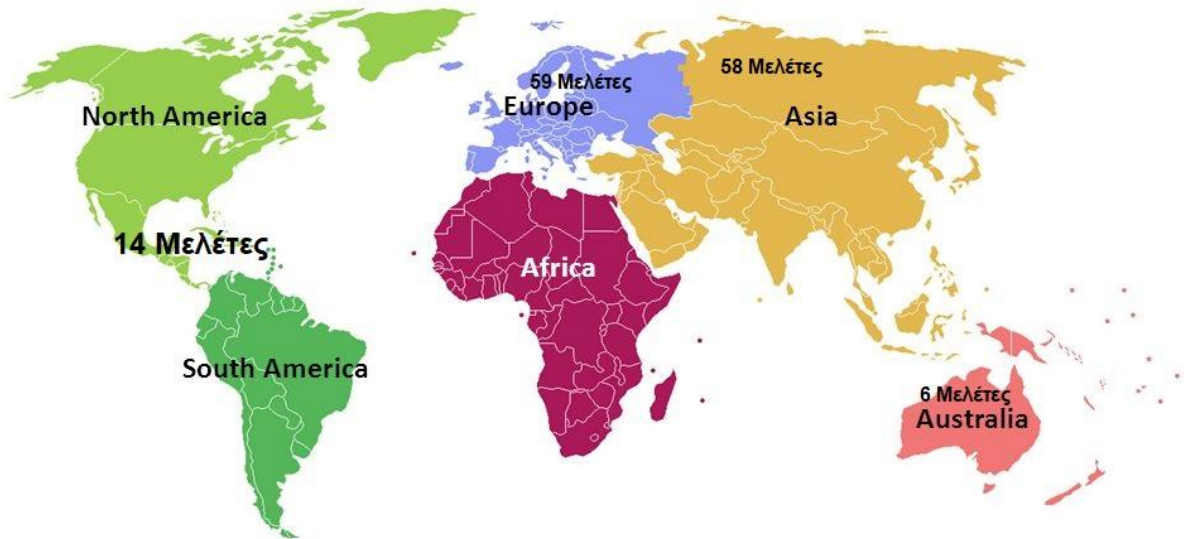 59 Μελέτες
58 Μελέτες
North America
Europe
Asia
14 Μελέτες
Africa
South America
6 Μελέτες
Australia